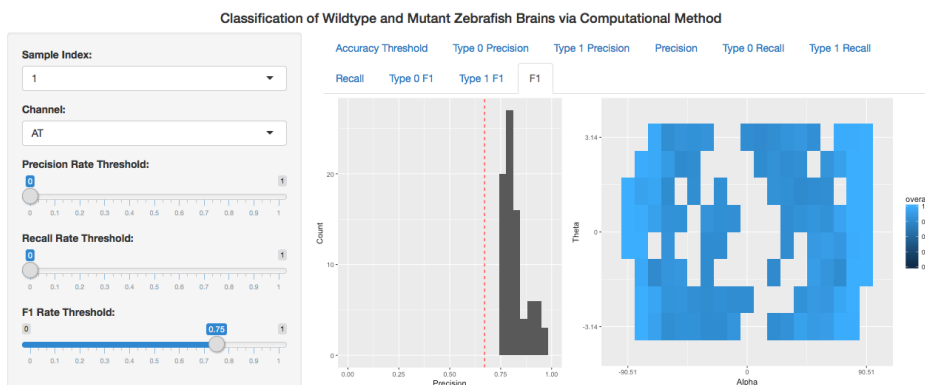 Classification of Wildtype and Mutant Zebrafish Brains via Computational Method
Sample Index:
1
Channel:
AT
Precision Rate Threshold:
0 1
0 0.1 0.2 0.3 0.4 0.5 0.6 0.7 0.8 0.9 1
Recall Rate Threshold:
0 1
0 0.1 0.2 0.3 0.4 0.5 0.6 0.7 0.8 0.9 1
F1 Rate Threshold:
0 0.75 1
0 0.1 0.2 0.3 0.4 0.5 0.6 0.7 0.8 0.9 1
Accuracy Threshold Type 0 Precision Type 1 Precision Precision Type 0 Recall Type 1 Recall
Recall Type 0 F1 Type 1 F1 F1
Count
20
10
0
0.00 0.25 0.50 0.75 1.00
Precision
Theta
3.14
0
-3.14
-90.51 0 90.51
Alpha